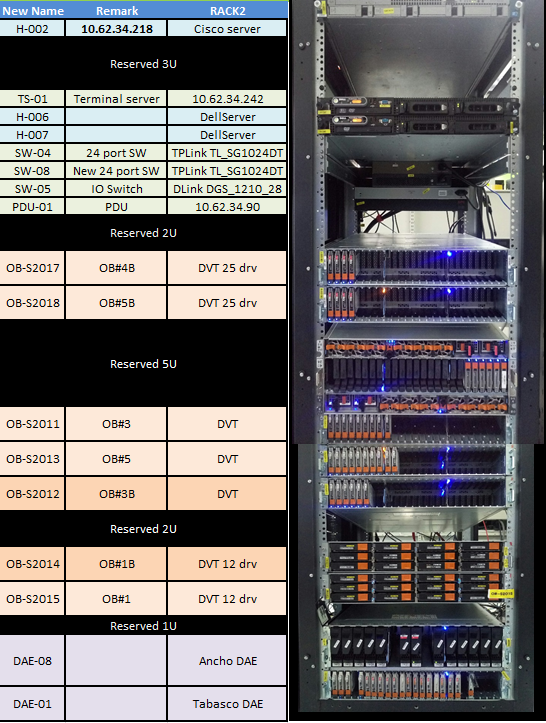 New Name Remark RACK2
H-002 10.62.34.218 Cisco server
Reserved 3U
TS-01 Terminal server 10.62.34.242
H-006 DellServer
H-007 DellServer
SW-04 24 port SW TPLink TL_SG1024DT
SW-08 New 24 port SW TPLink TL_SG1024DT
SW-05 IO Switch DLink DGS_1210_28
PDU-01 PDU 10.62.34.90
Reserved 2U
OB-S2017 OB#4B DVT 25 drv
OB-S2018 OB#5B DVT 25 drv
Reserved 5U
OB-S2011 OB#3 DVT
OB-S2013 OB#5 DVT
OB-S2012 OB#3B DVT
Reserved 2U
OB-S2014 OB#1B DVT 12 drv
OB-S2015 OB#1 DVT 12 drv
Reserved 1U
DAE-08 Ancho DAE
DAE-01 Tabasco DAE